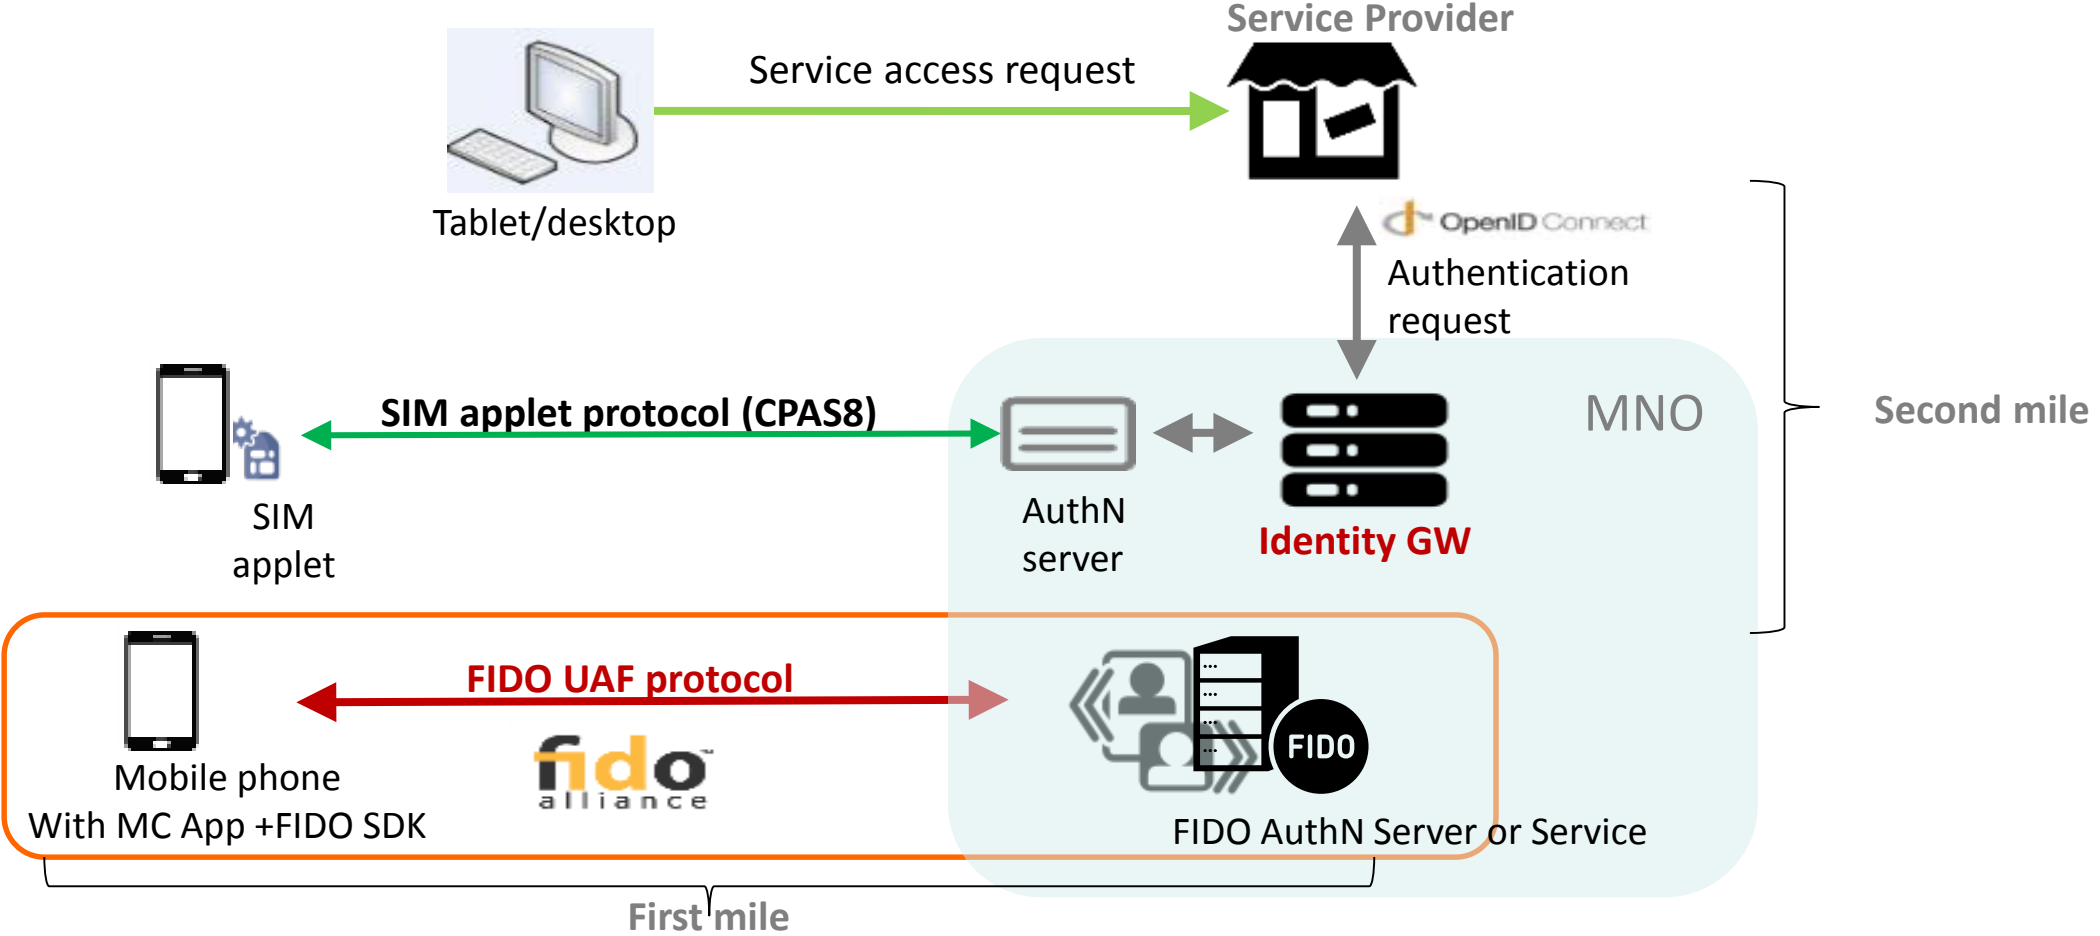 Service Provider
Service access request
Tablet/desktop
OpenID Connect
Authentication
request
MNO
Second mile
SIM applet protocol (CPAS8)
SIM
applet
AuthN
server
Identity GW
FIDO UAF protocol
fido™
alliance
FIDO
Mobile phone
With MC App +FIDO SDK
FIDO AuthN Server or Service
First mile